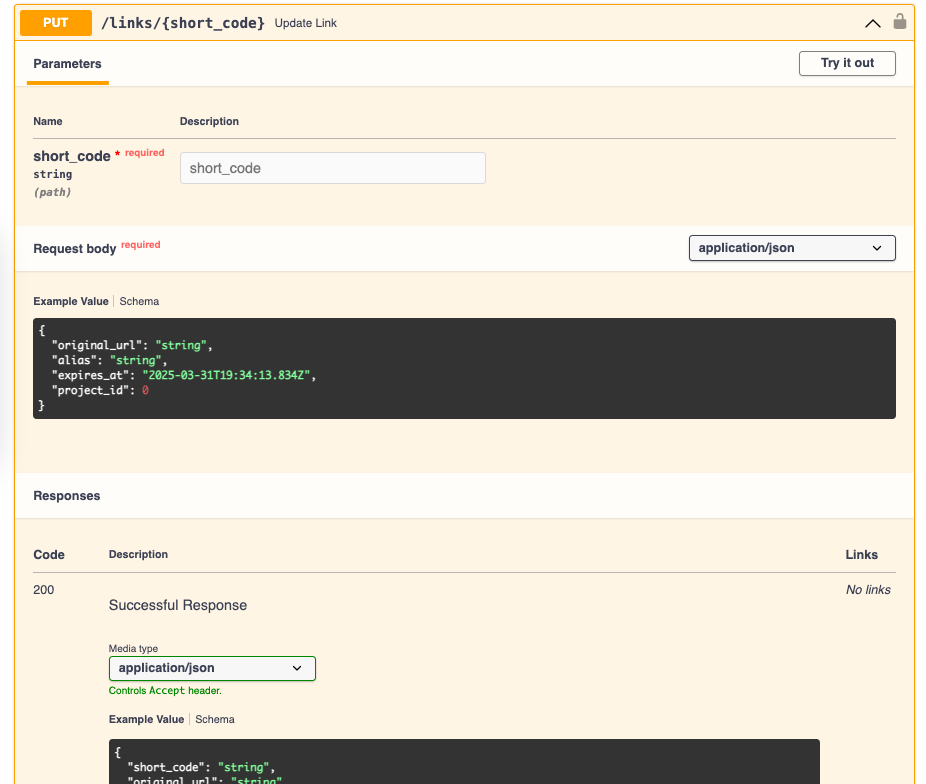 PUT /links/{short_code} Update Link
Parameters
Try it out
Name Description
short_code * required
string
(path)
short_code
Request body required
application/json
Example Value Schema
{
  "original_url": "string",
  "alias": "string",
  "expires_at": "2025-03-31T19:34:13.834Z",
  "project_id": 0
}
Responses
Code Description Links
200
Successful Response
No links
Media type
application/json
Controls Accept header.
Example Value Schema
{
  "short_code": "string",
  "original_url": "string"